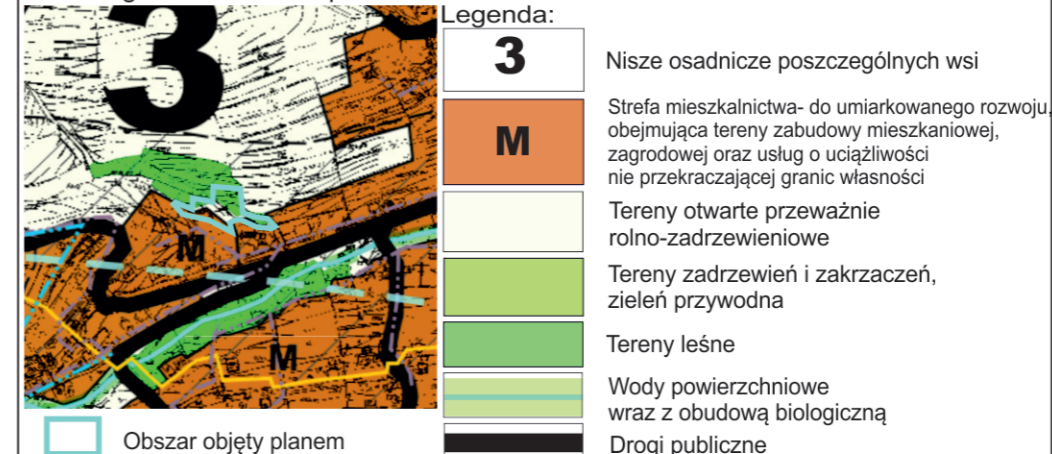 3
M
M
Obszar objęty planem
Legenda:
3
Nisze osadnicze poszczególnych wsi
M
Strefa mieszkalnictwa- do umiarkowanego rozwoju,
obejmująca tereny zabudowy mieszkaniowej,
zagrodowej oraz usług o uciążliwości
nie przekraczającej granic własności
Tereny otwarte przeważnie
rolno-zadrzewieniowe
Tereny zadrzewień i zakrzaczeń,
zieleń przywodna
Tereny leśne
Wody powierzchniowe
wraz z obudową biologiczną
Drogi publiczne